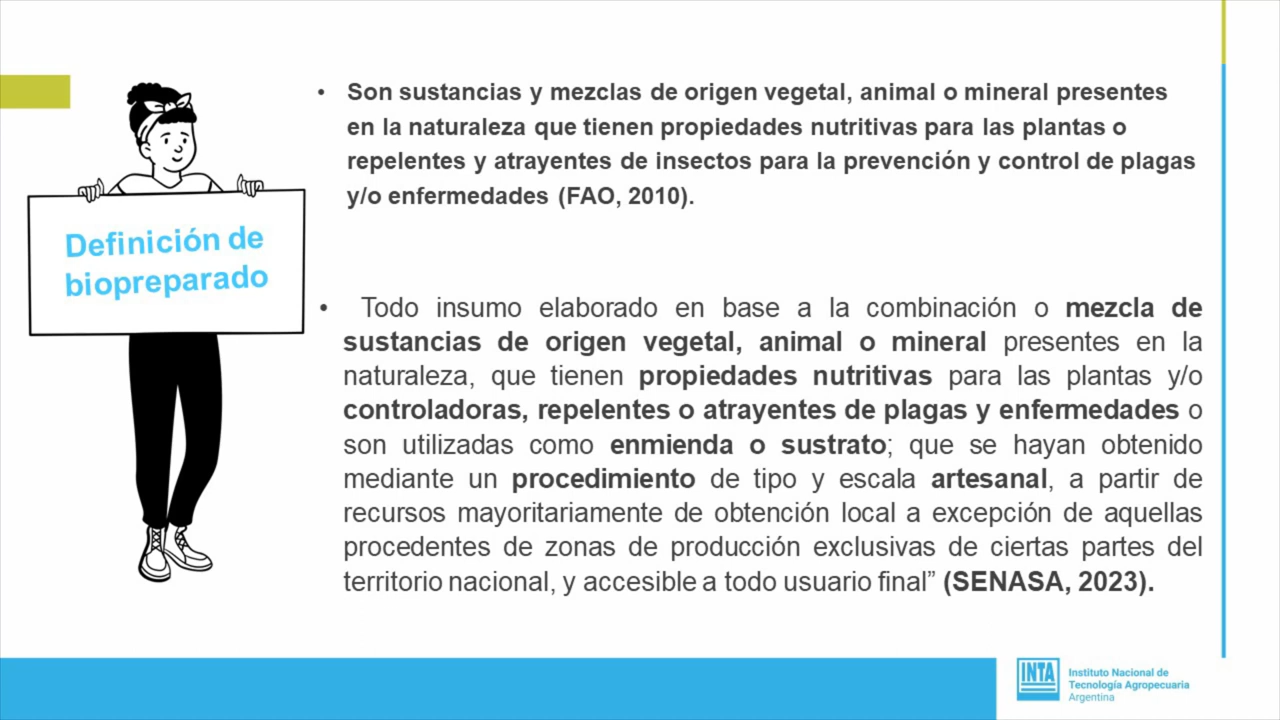 Definición de
biopreparado
• Son sustancias y mezclas de origen vegetal, animal o mineral presentes
en la naturaleza que tienen propiedades nutritivas para las plantas o
repelentes y atrayentes de insectos para la prevención y control de plagas
y/o enfermedades (FAO, 2010).
• Todo insumo elaborado en base a la combinación o mezcla de
sustancias de origen vegetal, animal o mineral presentes en la
naturaleza, que tienen propiedades nutritivas para las plantas y/o
controladoras, repelentes o atrayentes de plagas y enfermedades o
son utilizadas como enmienda o sustrato; que se hayan obtenido
mediante un procedimiento de tipo y escala artesanal, a partir de
recursos mayoritariamente de obtención local a excepción de aquellas
procedentes de zonas de producción exclusivas de ciertas partes del
territorio nacional, y accesible a todo usuario final” (SENASA, 2023).
INTA
Instituto Nacional de
Tecnología Agropecuaria
Argentina